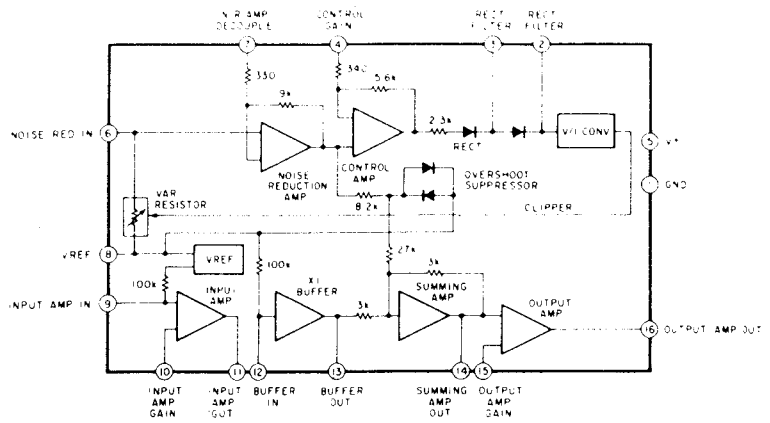 N R AMP
DECOUPLE
CONTROL
GAIN
RECT
FILTER
RECT
FILTER
7
4
2
330
340
5.6k
9k
2.3k
NOISE RED IN
6
V/I CONV
RECT
5
V+
NOISE
REDUCTION
AMP
CONTROL
AMP
OVERSHOOT
SUPPRESSOR
GND
VAR
RESISTOR
8.2k
CLIPPER
VREF
8
VREF
100k
27k
100k
3k
INPUT AMP IN
9
INPUT
AMP
X1
BUFFER
3k
SUMMING
AMP
OUTPUT
AMP
16
OUTPUT AMP OUT
10
11
12
13
14
15
INPUT
AMP
GAIN
INPUT
AMP
OUT
BUFFER
IN
BUFFER
OUT
SUMMING
AMP
OUT
OUTPUT
AMP
GAIN